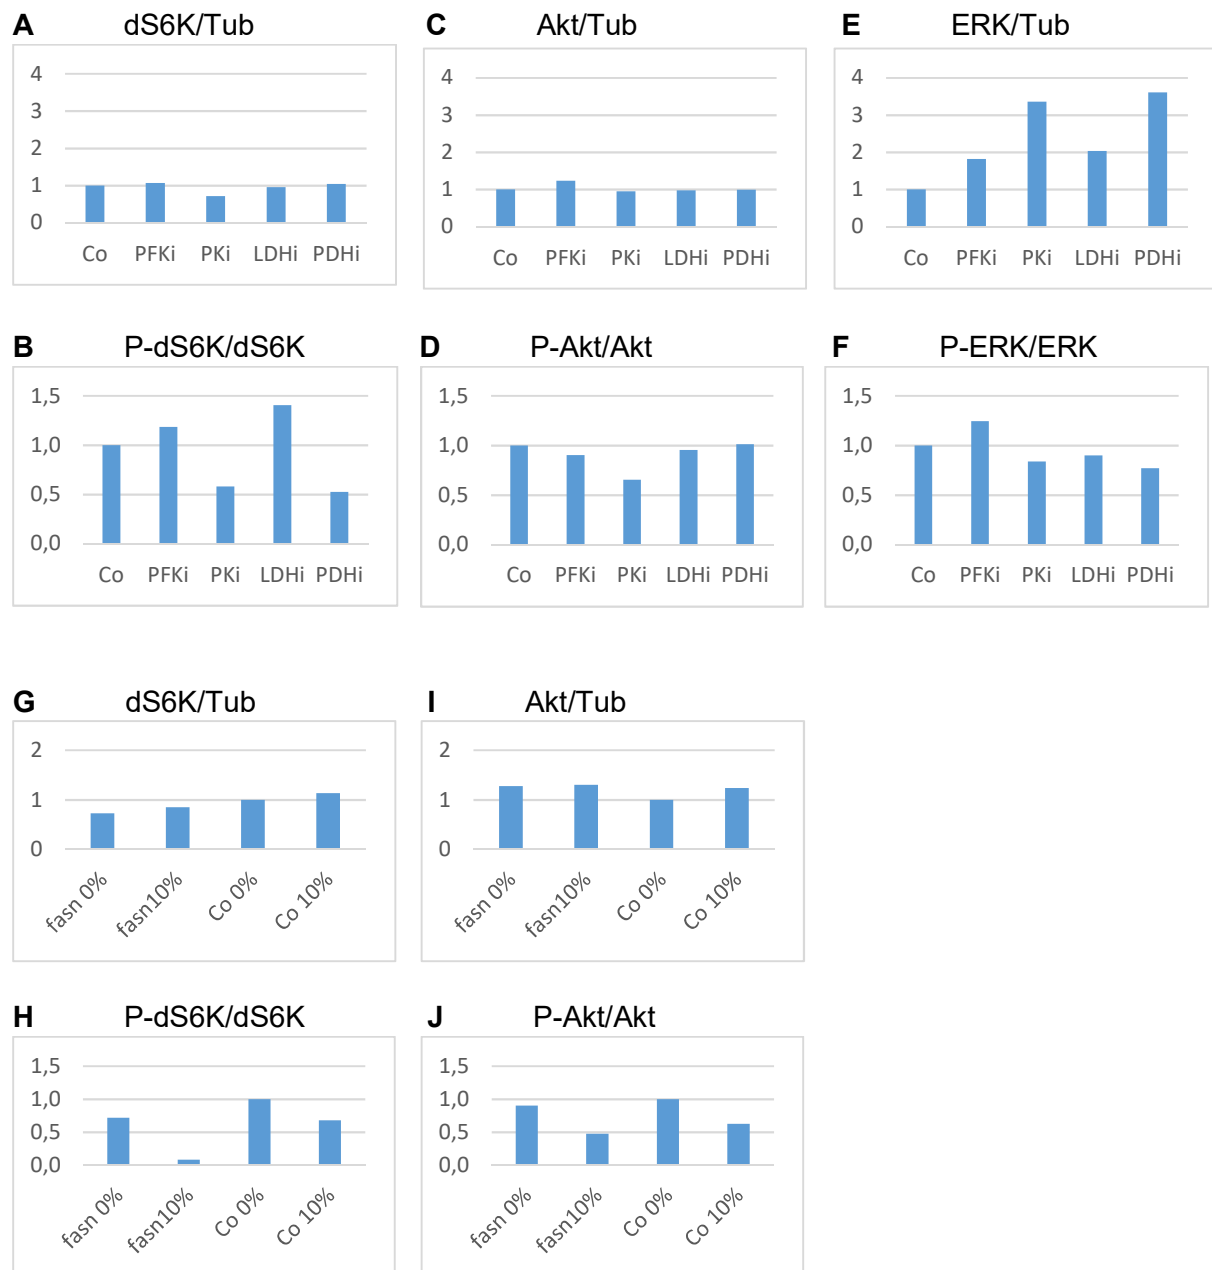 A dS6K/Tub
4
3
2
1
0
Co PFKi PKi LDHi PDHi
C Akt/Tub
4
3
2
1
0
Co PFKi PKi LDHi PDHi
E ERK/Tub
4
3
2
1
0
Co PFKi PKi LDHi PDHi
B P-dS6K/dS6K
1,5
1,0
0,5
0,0
Co PFKi PKi LDHi PDHi
D P-Akt/Akt
1,5
1,0
0,5
0,0
Co PFKi PKi LDHi PDHi
F P-ERK/ERK
1,5
1,0
0,5
0,0
Co PFKi PKi LDHi PDHi
G dS6K/Tub
2
1
0
fasn 0%
fasn10%
Co 0%
Co 10%
I Akt/Tub
2
1
0
fasn 0%
fasn10%
Co 0%
Co 10%
H P-dS6K/dS6K
1,5
1,0
0,5
0,0
fasn 0%
fasn10%
Co 0%
Co 10%
J P-Akt/Akt
1,5
1,0
0,5
0,0
fasn 0%
fasn10%
Co 0%
Co 10%